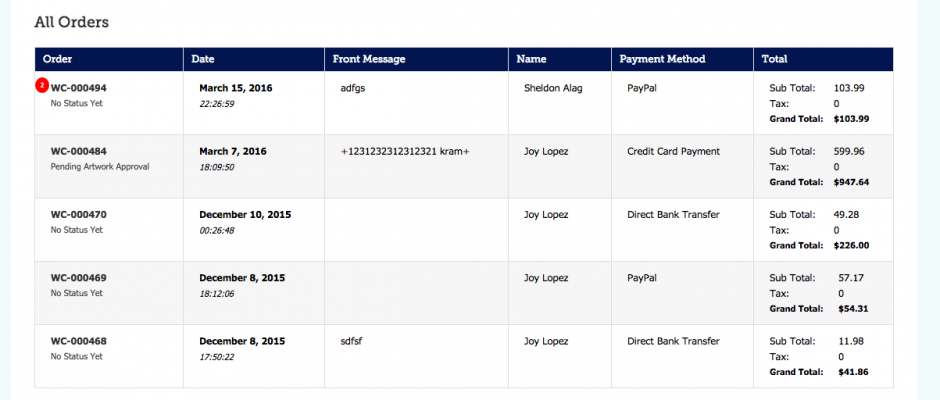 All Orders
Order Date Front Message Name Payment Method Total
2 WC-000494 March 15, 2016 adfgs Sheldon Alag PayPal Sub Total: 103.99
No Status Yet 22:26:59 Tax: 0
Grand Total: $103.99
WC-000484 March 7, 2016 +1231232312312321 kram+ Joy Lopez Credit Card Payment Sub Total: 599.96
Pending Artwork Approval 18:09:50 Tax: 0
Grand Total: $947.64
WC-000470 December 10, 2015 Joy Lopez Direct Bank Transfer Sub Total: 49.28
No Status Yet 00:26:48 Tax: 0
Grand Total: $226.00
WC-000469 December 8, 2015 Joy Lopez PayPal Sub Total: 57.17
No Status Yet 18:12:06 Tax: 0
Grand Total: $54.31
WC-000468 December 8, 2015 sdfsf Joy Lopez Direct Bank Transfer Sub Total: 11.98
No Status Yet 17:50:22 Tax: 0
Grand Total: $41.86